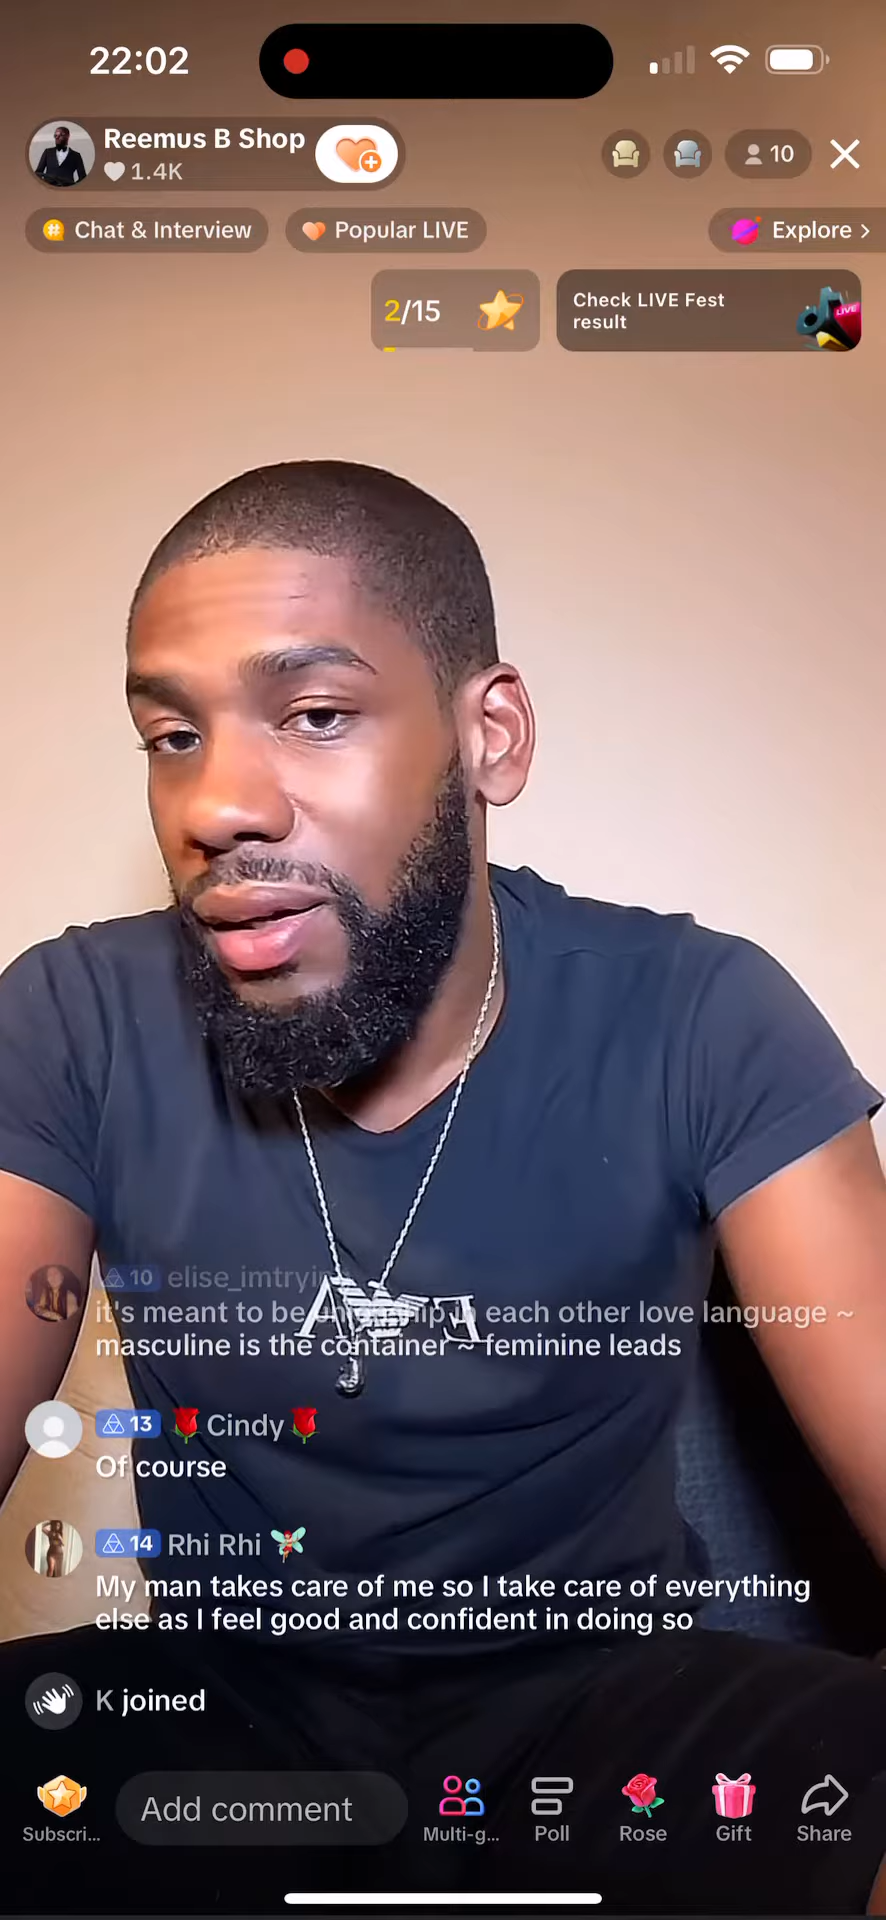 22:02
Reemus B Shop
1.4K
10
Chat & Interview
Popular LIVE
Explore >
2/15
Check LIVE Fest
result
LIVE
10 elise_imtryin
it's meant to be in each other love language ~
masculine is the container ~ feminine leads
13 Cindy
Of course
14 Rhi Rhi
My man takes care of me so I take care of everything
else as I feel good and confident in doing so
K joined
Subscri...
Add comment
Multi-g...
Poll
Rose
Gift
Share